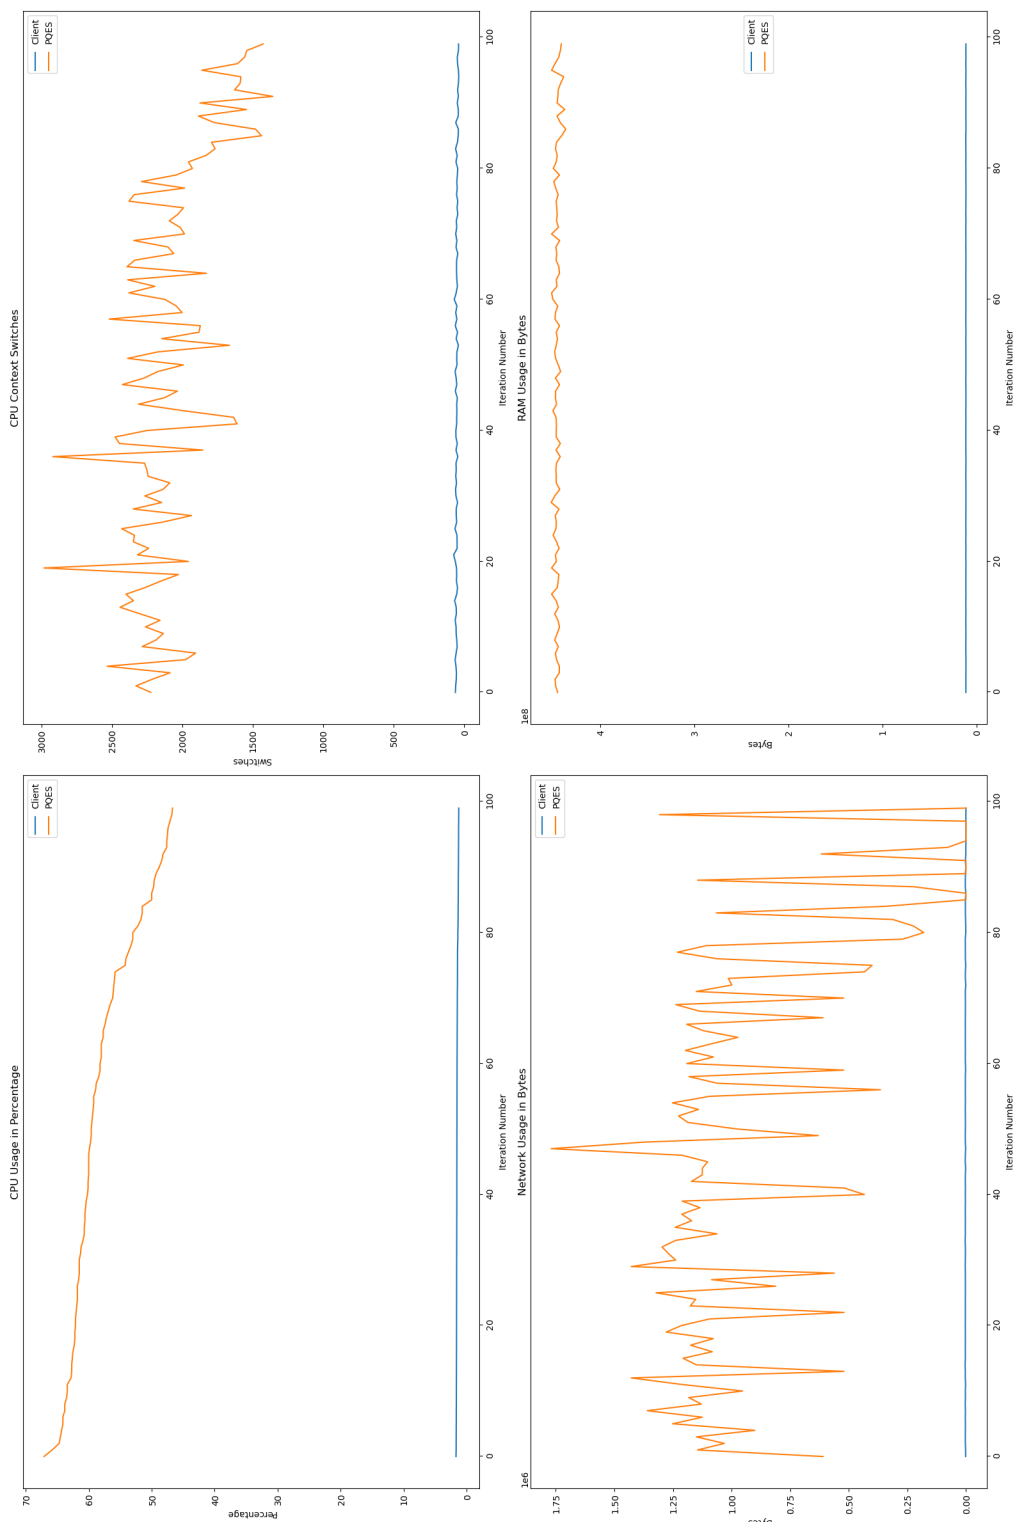 CPU Usage in Percentage
Client
PQES
70
60
50
40
30
20
10
0
Percentage
0
20
40
60
80
100
Iteration Number
CPU Context Switches
Client
PQES
3000
2500
2000
1500
1000
500
0
Switches
0
20
40
60
80
100
Iteration Number
Network Usage in Bytes
1e6
Client
PQES
1.75
1.50
1.25
1.00
0.75
0.50
0.25
0.00
Bytes
0
20
40
60
80
100
Iteration Number
RAM Usage in Bytes
1e8
Client
PQES
4
3
2
1
0
Bytes
0
20
40
60
80
100
Iteration Number